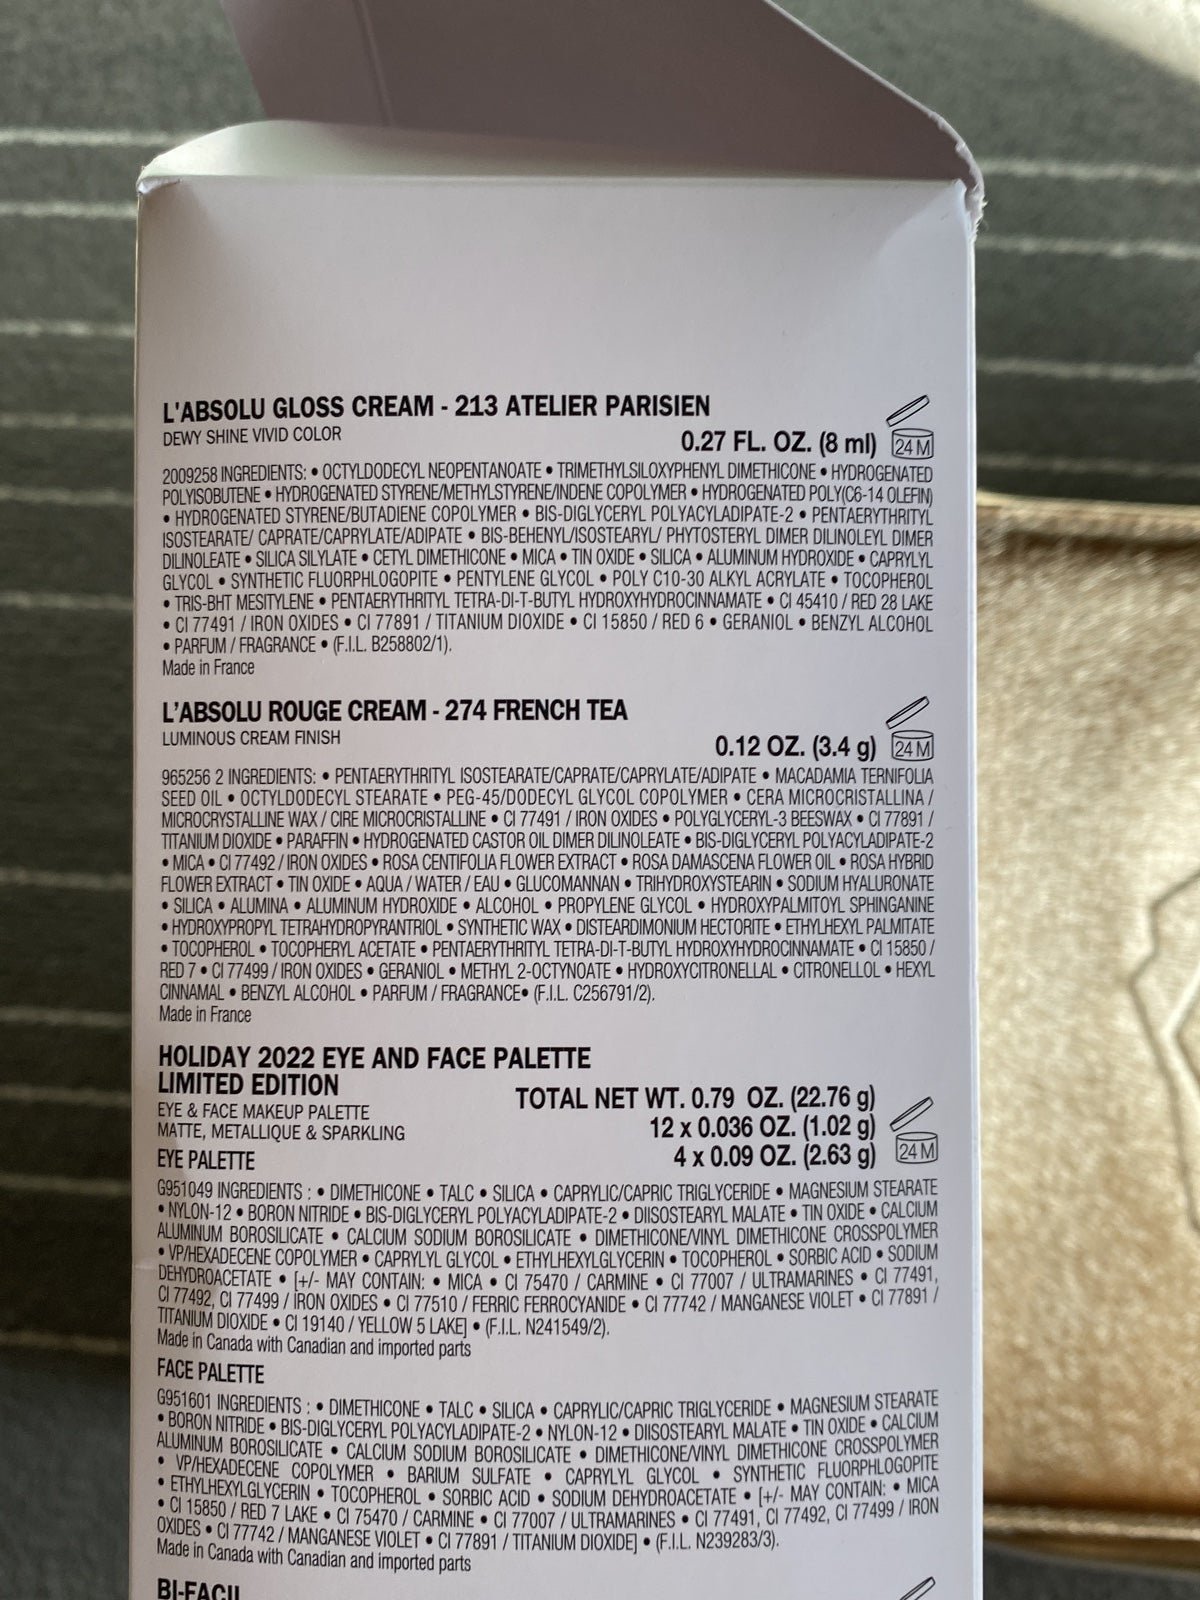 L'ABSOLU GLOSS CREAM - 213 ATELIER PARISIEN
DEWY SHINE VIVID COLOR
0.27 FL. OZ. (8 ml)
24 M
2009258 INGREDIENTS: • OCTYLDODECYL NEOPENTANOATE • TRIMETHYLSILOXYPHENYL DIMETHICONE • HYDROGENATED
POLYISOBUTENE • HYDROGENATED STYRENE/METHYLSTYRENE/INDENE COPOLYMER • HYDROGENATED POLY(C6-14 OLEFIN)
• HYDROGENATED STYRENE/BUTADIENE COPOLYMER • BIS-DIGLYCERYL POLYACYLADIPATE-2 • PENTAERYTHRITYL
ISOSTEARATE/ CAPRATE/CAPRYLATE/ADIPATE • BIS-BEHENYL/ISOSTEARYL/ PHYTOSTERYL DIMER DILINOLEYL DIMER
DILINOLEATE • SILICA SILYLATE • CETYL DIMETHICONE • MICA • TIN OXIDE • SILICA • ALUMINUM HYDROXIDE • CAPRYLYL
GLYCOL • SYNTHETIC FLUORPHLOGOPITE • PENTYLENE GLYCOL • POLY C10-30 ALKYL ACRYLATE • TOCOPHEROL
• TRIS-BHT MESITYLENE • PENTAERYTHRITYL TETRA-DI-T-BUTYL HYDROXYHYDROCINNAMATE • CI 45410 / RED 28 LAKE
• CI 77491 / IRON OXIDES • CI 77891 / TITANIUM DIOXIDE • CI 15850 / RED 6 • GERANIOL • BENZYL ALCOHOL
• PARFUM / FRAGRANCE • (F.I.L. B258802/1).
Made in France
L'ABSOLU ROUGE CREAM - 274 FRENCH TEA
LUMINOUS CREAM FINISH
0.12 OZ. (3.4 g)
24 M
965256 2 INGREDIENTS: • PENTAERYTHRITYL ISOSTEARATE/CAPRATE/CAPRYLATE/ADIPATE • MACADAMIA TERNIFOLIA
SEED OIL • OCTYLDODECYL STEARATE • PEG-45/DODECYL GLYCOL COPOLYMER • CERA MICROCRISTALLINA /
MICROCRYSTALLINE WAX / CIRE MICROCRISTALLINE • CI 77491 / IRON OXIDES • POLYGLYCERYL-3 BEESWAX • CI 77891 /
TITANIUM DIOXIDE • PARAFFIN • HYDROGENATED CASTOR OIL DIMER DILINOLEATE • BIS-DIGLYCERYL POLYACYLADIPATE-2
• MICA • CI 77492 / IRON OXIDES • ROSA CENTIFOLIA FLOWER EXTRACT • ROSA DAMASCENA FLOWER OIL • ROSA HYBRID
FLOWER EXTRACT • TIN OXIDE • AQUA / WATER / EAU • GLUCOMANNAN • TRIHYDROXYSTEARIN • SODIUM HYALURONATE
• SILICA • ALUMINA • ALUMINUM HYDROXIDE • ALCOHOL • PROPYLENE GLYCOL • HYDROXYPALMITOYL SPHINGANINE
• HYDROXYPROPYL TETRAHYDROPYRANTRIOL • SYNTHETIC WAX • DISTEARDIMONIUM HECTORITE • ETHYLHEXYL PALMITATE
• TOCOPHEROL • TOCOPHERYL ACETATE • PENTAERYTHRITYL TETRA-DI-T-BUTYL HYDROXYHYDROCINNAMATE • CI 15850 /
RED 7 • CI 77499 / IRON OXIDES • GERANIOL • METHYL 2-OCTYNOATE • HYDROXYCITRONELLAL • CITRONELLOL • HEXYL
CINNAMAL • BENZYL ALCOHOL • PARFUM / FRAGRANCE• (F.I.L. C256791/2).
Made in France
HOLIDAY 2022 EYE AND FACE PALETTE
LIMITED EDITION
EYE & FACE MAKEUP PALETTE
MATTE, METALLIQUE & SPARKLING
TOTAL NET WT. 0.79 OZ. (22.76 g)
12 x 0.036 OZ. (1.02 g)
4 x 0.09 OZ. (2.63 g)
24 M
EYE PALETTE
G951049 INGREDIENTS : • DIMETHICONE • TALC • SILICA • CAPRYLIC/CAPRIC TRIGLYCERIDE • MAGNESIUM STEARATE
• NYLON-12 • BORON NITRIDE • BIS-DIGLYCERYL POLYACYLADIPATE-2 • DIISOSTEARYL MALATE • TIN OXIDE • CALCIUM
ALUMINUM BOROSILICATE • CALCIUM SODIUM BOROSILICATE • DIMETHICONE/VINYL DIMETHICONE CROSSPOLYMER
• VP/HEXADECENE COPOLYMER • CAPRYLYL GLYCOL • ETHYLHEXYLGLYCERIN • TOCOPHEROL • SORBIC ACID • SODIUM
DEHYDROACETATE • [+/- MAY CONTAIN: • MICA • CI 75470 / CARMINE • CI 77007 / ULTRAMARINES • CI 77491,
CI 77492, CI 77499 / IRON OXIDES • CI 77510 / FERRIC FERROCYANIDE • CI 77742 / MANGANESE VIOLET • CI 77891 /
TITANIUM DIOXIDE • CI 19140 / YELLOW 5 LAKE] • (F.I.L. N241549/2).
Made in Canada with Canadian and imported parts
FACE PALETTE
G951601 INGREDIENTS : • DIMETHICONE • TALC • SILICA • CAPRYLIC/CAPRIC TRIGLYCERIDE • MAGNESIUM STEARATE
• BORON NITRIDE • BIS-DIGLYCERYL POLYACYLADIPATE-2 • NYLON-12 • DIISOSTEARYL MALATE • TIN OXIDE • CALCIUM
ALUMINUM BOROSILICATE • CALCIUM SODIUM BOROSILICATE • DIMETHICONE/VINYL DIMETHICONE CROSSPOLYMER
• VP/HEXADECENE COPOLYMER • BARIUM SULFATE • CAPRYLYL GLYCOL • SYNTHETIC FLUORPHLOGOPITE
• ETHYLHEXYLGLYCERIN • TOCOPHEROL • SORBIC ACID • SODIUM DEHYDROACETATE • [+/- MAY CONTAIN: • MICA
• CI 15850 / RED 7 LAKE • CI 75470 / CARMINE • CI 77007 / ULTRAMARINES • CI 77491, CI 77492, CI 77499 / IRON
OXIDES • CI 77742 / MANGANESE VIOLET • CI 77891 / TITANIUM DIOXIDE] • (F.I.L. N239283/3).
Made in Canada with Canadian and imported parts
BI-FACIL